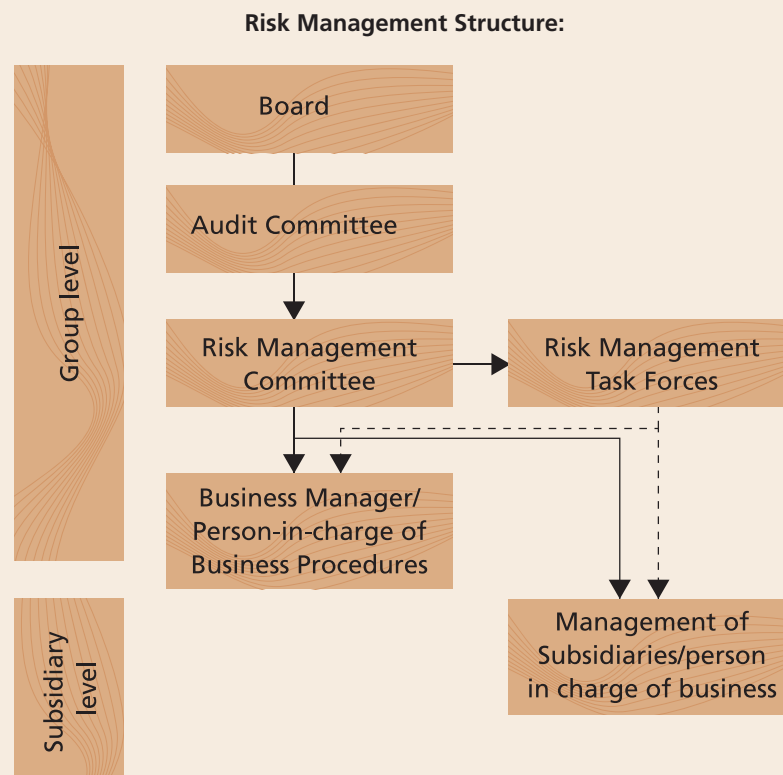 Risk Management Structure:
Group level
Board
Audit Committee
Risk Management
Committee
Risk Management
Task Forces
Business Manager/
Person-in-charge of
Business Procedures
Subsidiary
level
Management of
Subsidiaries/person
in charge of business